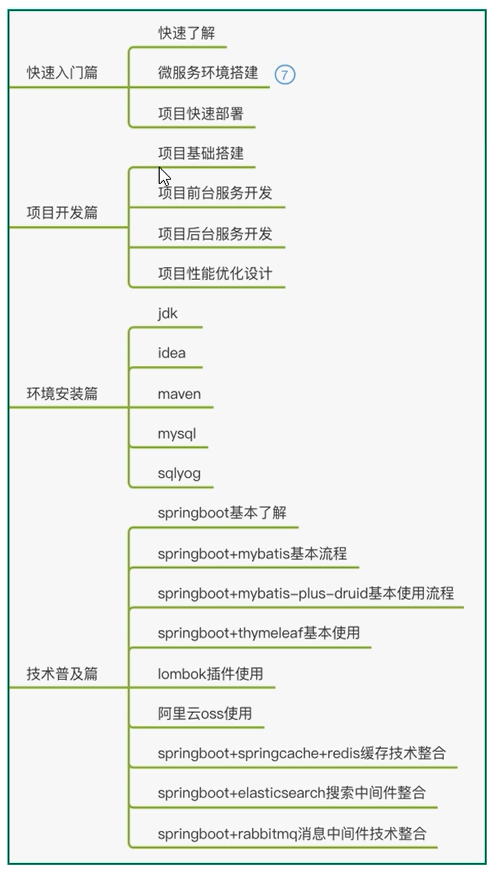 快速入门篇
快速了解
微服务环境搭建
7
项目快速部署
项目开发篇
项目基础搭建
项目前台服务开发
项目后台服务开发
项目性能优化设计
环境安装篇
jdk
idea
maven
mysql
sqlyog
技术普及篇
springboot基本了解
springboot+mybatis基本流程
springboot+mybatis-plus-druid基本使用流程
springboot+thymeleaf基本使用
lombok插件使用
阿里云oss使用
springboot+springcache+redis缓存技术整合
springboot+elasticsearch搜索中间件整合
springboot+rabbitmq消息中间件技术整合